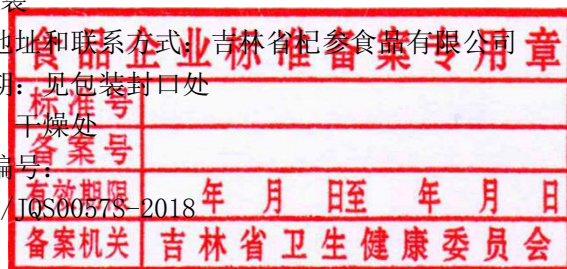 装
地址和联系方式：吉林省杞参食品有限公司
食品企业标准备案专用章
期：见包装封口处
标准号
干燥处
备案号
编号：
有效期限 年 月 日至 年 月 日
/JQS0057S-2018
备案机关 吉林省卫生健康委员会